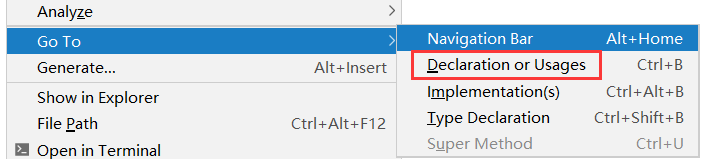 Analyze
Go To
Generate... Alt+Insert
Show in Explorer
File Path Ctrl+Alt+F12
Open in Terminal
Navigation Bar Alt+Home
Declaration or Usages Ctrl+B
Implementation(s) Ctrl+Alt+B
Type Declaration Ctrl+Shift+B
Super Method Ctrl+U